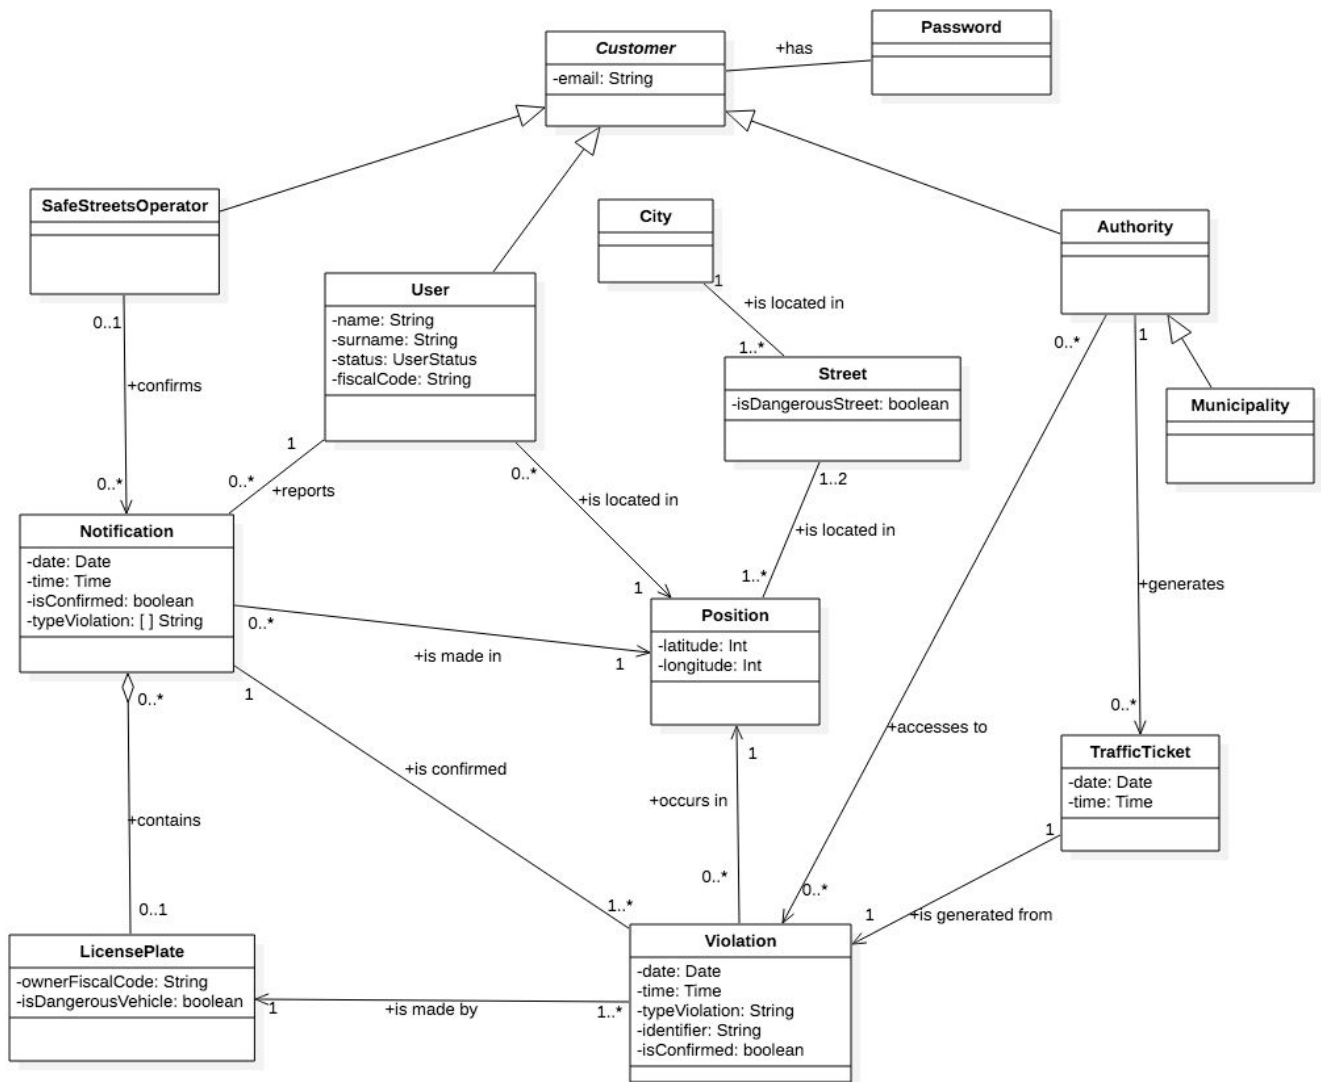 Password
Customer
+has
-email: String
SafeStreetsOperator
City
Authority
User
1
-name: String
-surname: String
-status: UserStatus
-fiscalCode: String
+is located in
0..1
1..*
0..*
1
Street
-isDangerousStreet: boolean
+confirms
Municipality
1
0..*
0..*
1..2
0..*
+reports
+is located in
+is located in
Notification
-date: Date
-time: Time
-isConfirmed: boolean
-typeViolation: [ ] String
1..*
1
+generates
Position
-latitude: Int
-longitude: Int
0..*
+is made in
1
1
0..*
0..*
+accesses to
1
TrafficTicket
-date: Date
-time: Time
+is confirmed
+occurs in
+contains
1
0..*
0..*
0..1
1..*
1
+is generated from
LicensePlate
-ownerFiscalCode: String
-isDangerousVehicle: boolean
Violation
-date: Date
-time: Time
-typeViolation: String
-identifier: String
-isConfirmed: boolean
1
+is made by
1..*